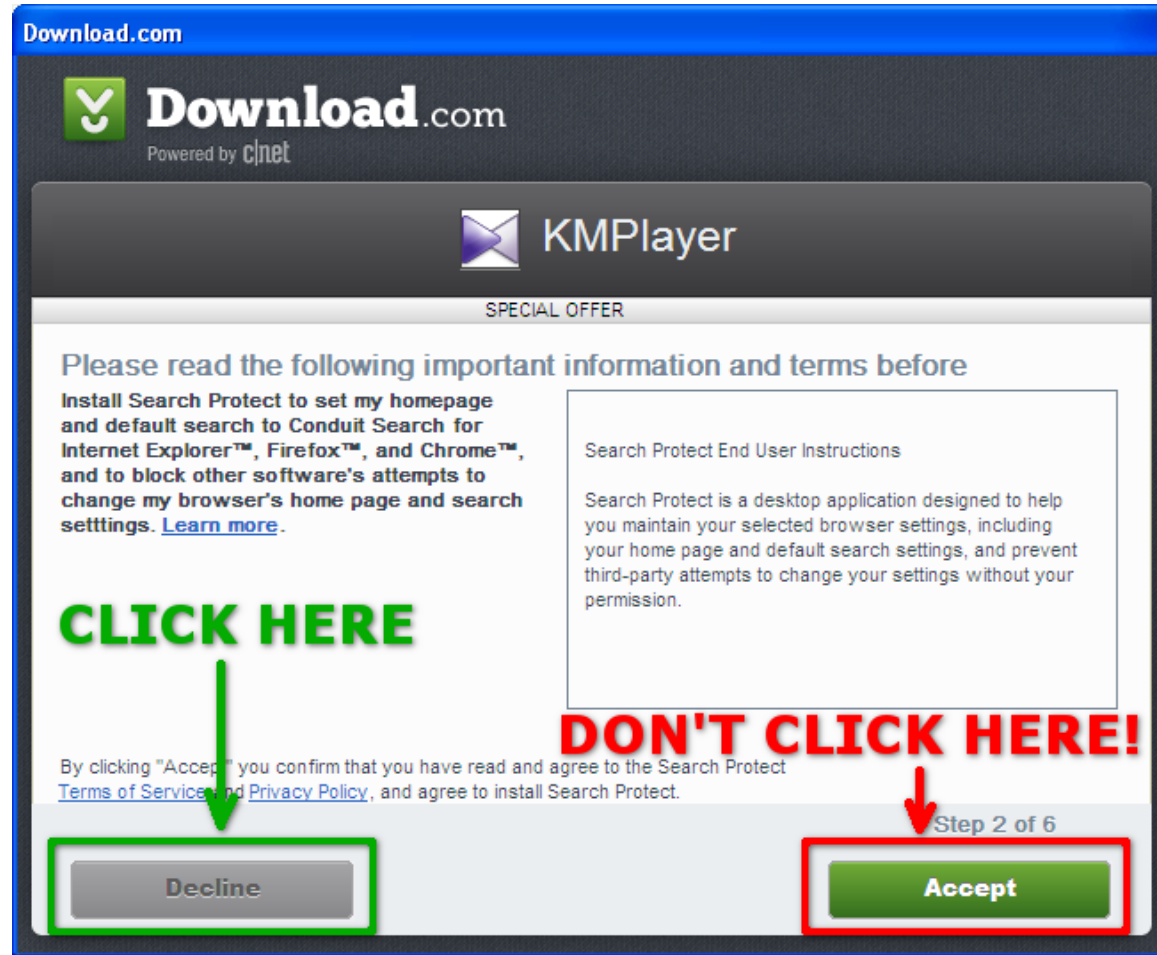 Download.com
Download.com
Powered by c|net
KMPlayer
SPECIAL OFFER
Please read the following important information and terms before
Install Search Protect to set my homepage
and default search to Conduit Search for
Internet Explorer™, Firefox™, and Chrome™,
and to block other software's attempts to
change my browser's home page and search
setttings. Learn more.
Search Protect End User Instructions
Search Protect is a desktop application designed to help
you maintain your selected browser settings, including
your home page and default search settings, and prevent
third-party attempts to change your settings without your
permission.
CLICK HERE
DON'T CLICK HERE!
By clicking "Accept" you confirm that you have read and agree to the Search Protect
Terms of Service and Privacy Policy, and agree to install Search Protect.
Step 2 of 6
Decline
Accept